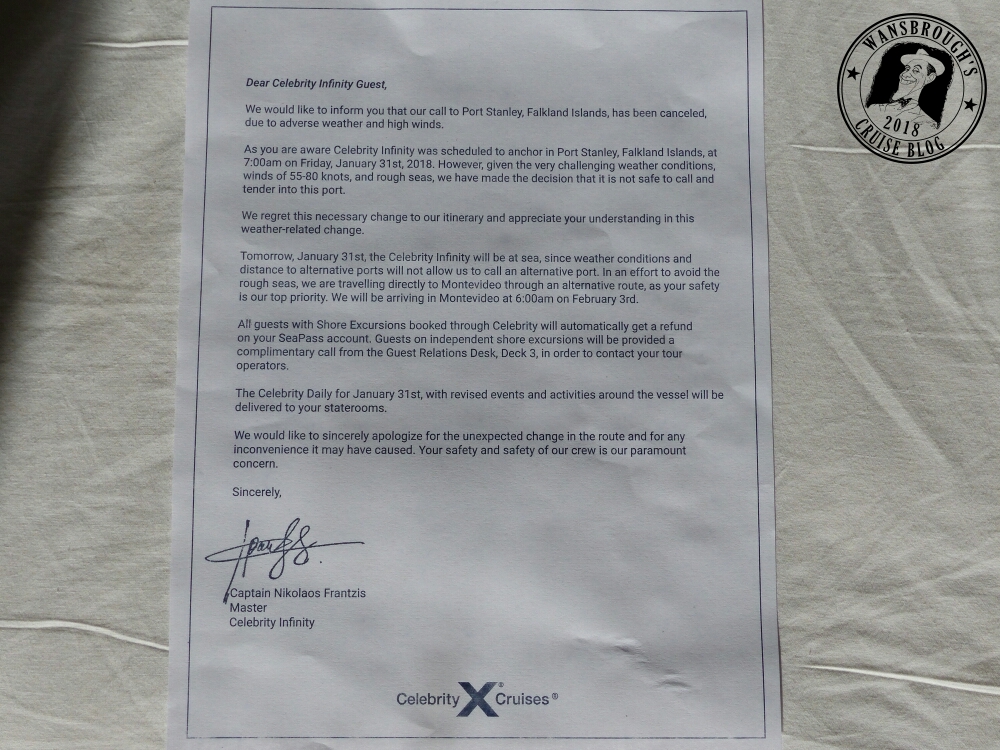 Dear Celebrity Infinity Guest,
We would like to inform you that our call to Port Stanley, Falkland Islands, has been canceled,
due to adverse weather and high winds.
As you are aware Celebrity Infinity was scheduled to anchor in Port Stanley, Falkland Islands, at
7:00am on Friday, January 31st, 2018. However, given the very challenging weather conditions,
winds of 55-80 knots, and rough seas, we have made the decision that it is not safe to call and
tender into this port.
We regret this necessary change to our itinerary and appreciate your understanding in this
weather-related change.
Tomorrow, January 31st, the Celebrity Infinity will be at sea, since weather conditions and
distance to alternative ports will not allow us to call an alternative port. In an effort to avoid the
rough seas, we are travelling directly to Montevideo through an alternative route, as your safety
is our top priority. We will be arriving in Montevideo at 6:00am on February 3rd.
All guests with Shore Excursions booked through Celebrity will automatically get a refund
on your SeaPass account. Guests on independent shore excursions will be provided a
complimentary call from the Guest Relations Desk, Deck 3, in order to contact your tour
operators.
The Celebrity Daily for January 31st, with revised events and activities around the vessel will be
delivered to your staterooms.
We would like to sincerely apologize for the unexpected change in the route and for any
inconvenience it may have caused. Your safety and safety of our crew is our paramount
concern.
Sincerely,
Captain Nikolaos Frantzis
Master
Celebrity Infinity
Celebrity X® Cruises®
WANSBROUGH'S
2018
CRUISE BLOG